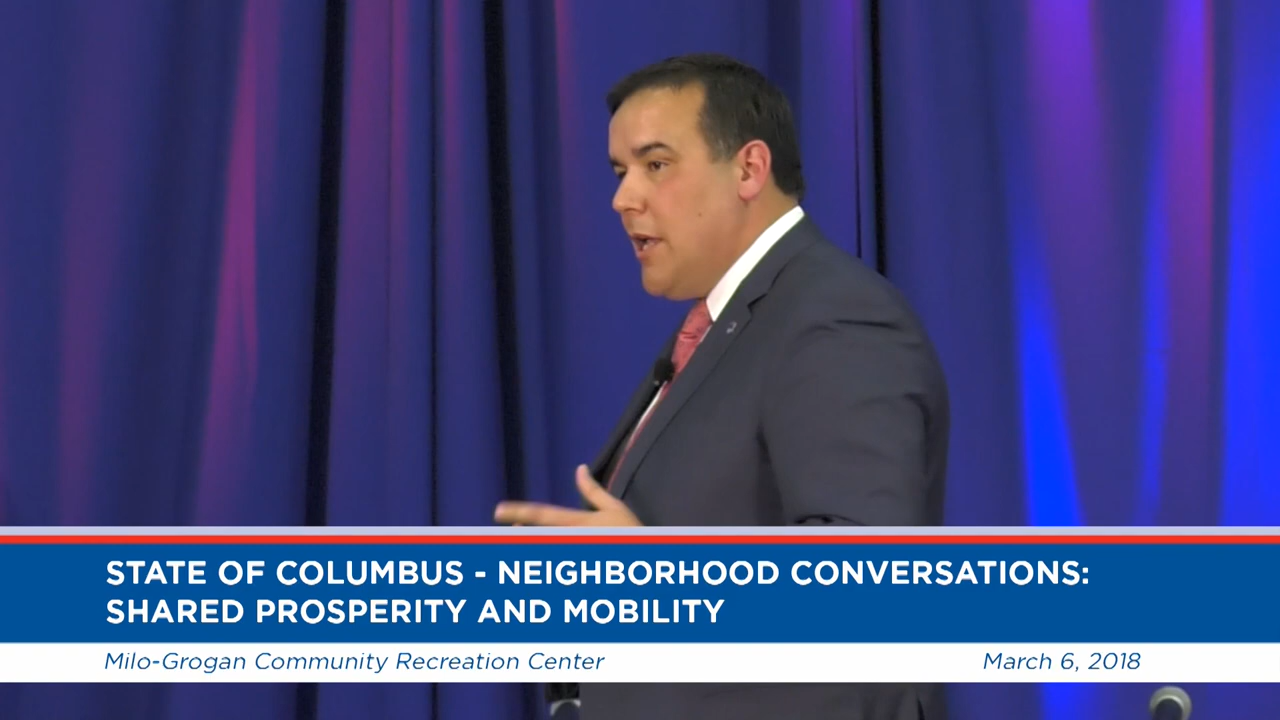 STATE OF COLUMBUS - NEIGHBORHOOD CONVERSATIONS:
SHARED PROSPERITY AND MOBILITY
Milo-Grogan Community Recreation Center
March 6, 2018